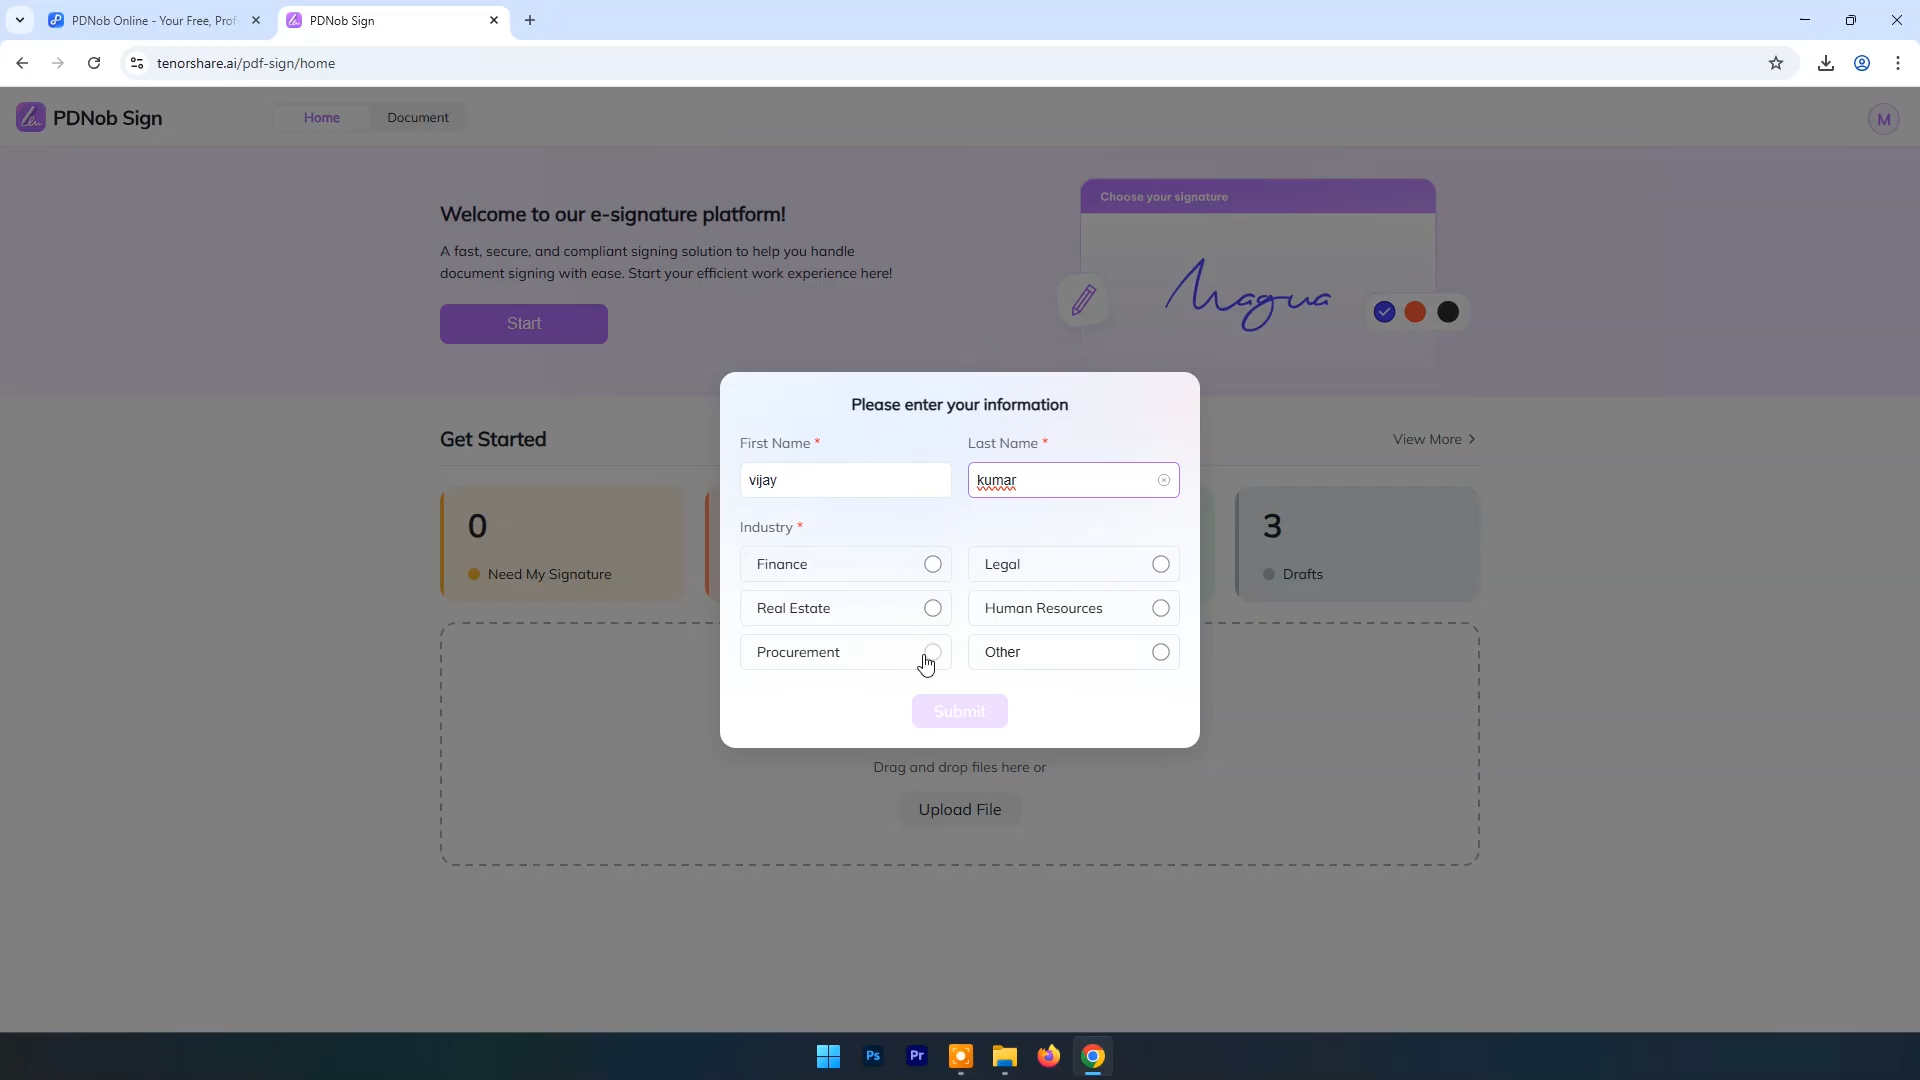 PDNob Online - Your Free, Prof
PDNob Sign
tenorshare.ai/pdf-sign/home
PDNob Sign
Home
Document
M
Welcome to our e-signature platform!
A fast, secure, and compliant signing solution to help you handle
document signing with ease. Start your efficient work experience here!
Start
Choose your signature
Magua
Please enter your information
First Name *
Last Name *
vijay
kumar
Industry *
Finance
Legal
Real Estate
Human Resources
Procurement
Other
Submit
Get Started
View More
0
Need My Signature
3
Drafts
Drag and drop files here or
Upload File
Ps
Pr